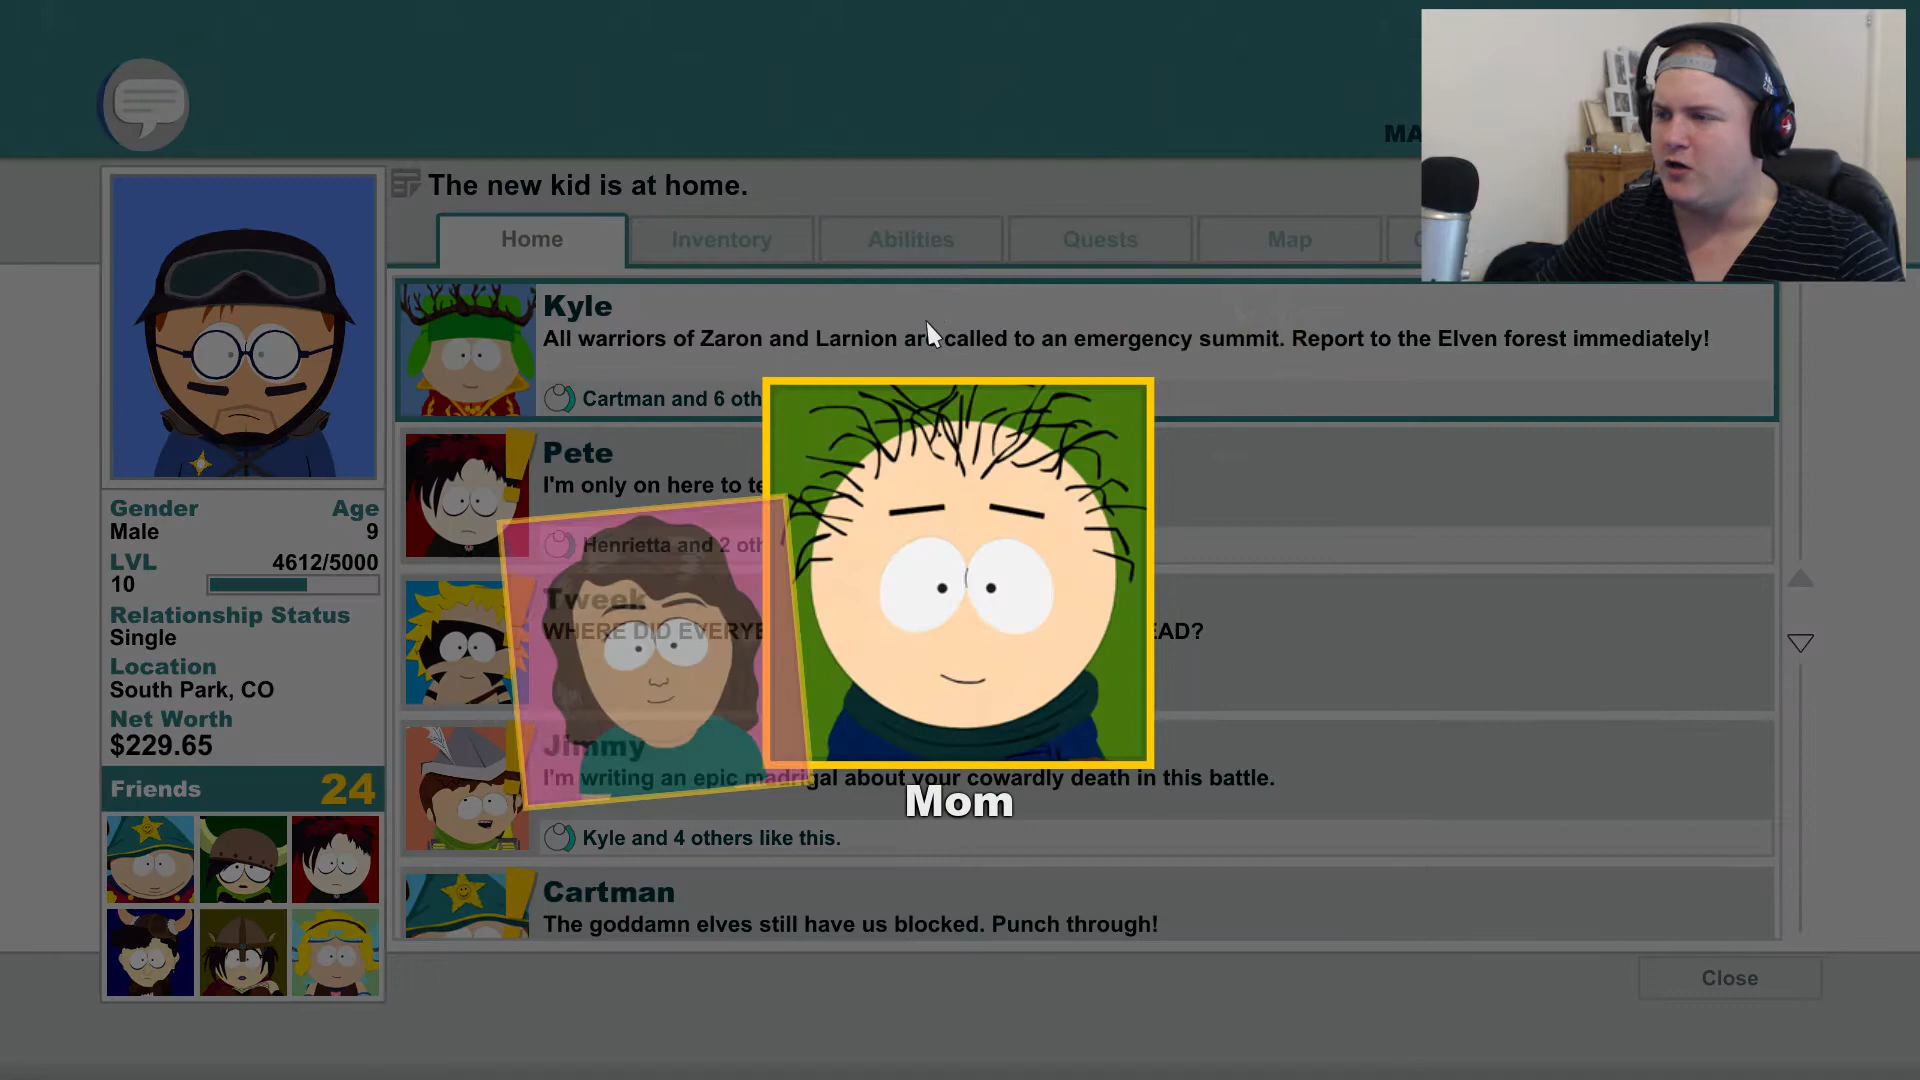 MA
The new kid is at home.
Home
Inventory
Abilities
Quests
Map
Kyle
All warriors of Zaron and Larnion are called to an emergency summit. Report to the Elven forest immediately!
Cartman and 6 oth
Pete
I'm only on here to te
Henrietta and 2 oth
Tweek
WHERE DID EVERYB
EAD?
Jimmy
I'm writing an epic madrigal about your cowardly death in this battle.
Kyle and 4 others like this.
Cartman
The goddamn elves still have us blocked. Punch through!
Mom
Gender
Age
Male
9
LVL
4612/5000
10
Relationship Status
Single
Location
South Park, CO
Net Worth
$229.65
Friends
24
Close